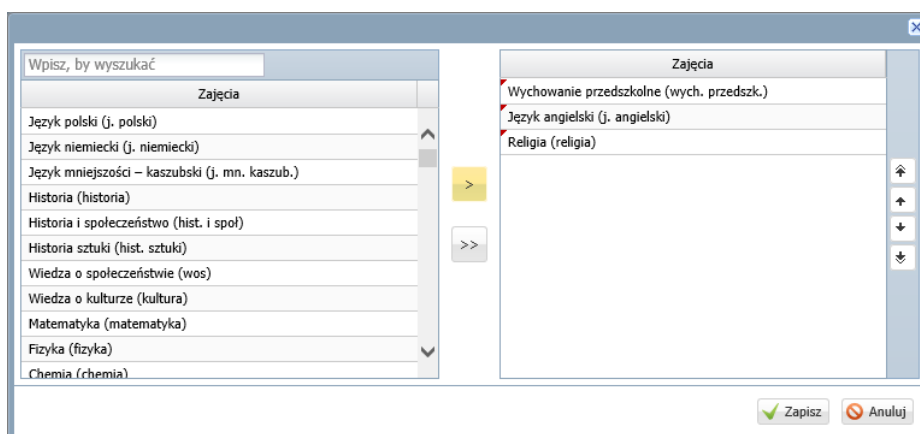 Wpisz, by wyszukać
Zajęcia
Język polski (j. polski)
Język niemiecki (j. niemiecki)
Język mniejszości – kaszubski (j. mn. kaszub.)
Historia (historia)
Historia i społeczeństwo (hist. i społ)
Historia sztuki (hist. sztuki)
Wiedza o społeczeństwie (wos)
Wiedza o kulturze (kultura)
Matematyka (matematyka)
Fizyka (fizyka)
Chemia (chemia)
>
>>
Zajęcia
Wychowanie przedszkolne (wych. przedszk.)
Język angielski (j. angielski)
Religia (religia)
Zapisz
Anuluj